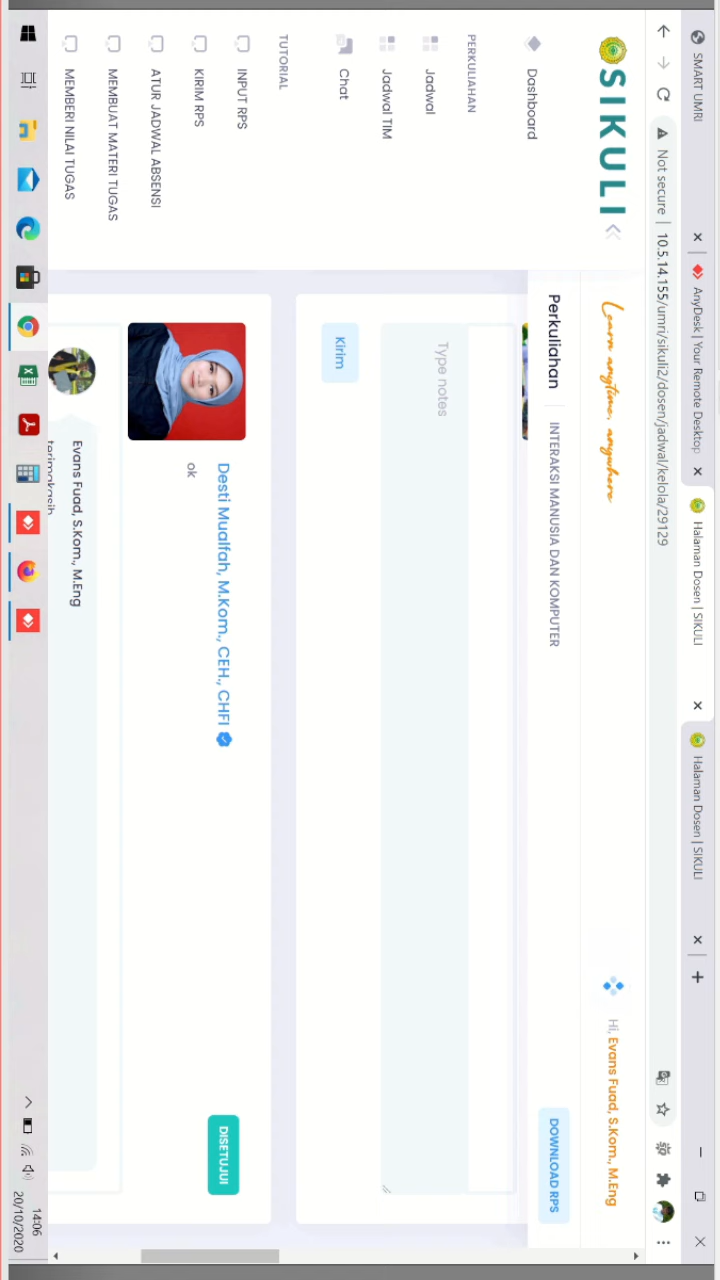 SMART UMRI
AnyDesk | Your Remote Desktop
Halaman Dosen | SIKULI
Halaman Dosen | SIKULI
Not secure | 10.5.14.155/umri/sikuli2/dosen/jadwal/kelola/29129
SIKULI
Learn anytime, anywhere
Hi, Evans Fuad, S.Kom., M.Eng
Dashboard
PERKULIAHAN
Jadwal
Jadwal TIM
Chat
TUTORIAL
INPUT RPS
KIRIM RPS
ATUR JADWAL ABSENSI
MEMBUAT MATERI TUGAS
MEMBERI NILAI TUGAS
Perkuliahan
INTERAKSI MANUSIA DAN KOMPUTER
DOWNLOAD RPS
Type notes
Kirim
Desti Mualfah, M.Kom., CEH., CHFI
DISETUJUI
ok
Evans Fuad, S.Kom., M.Eng
terimakasih
14:06
20/10/2020